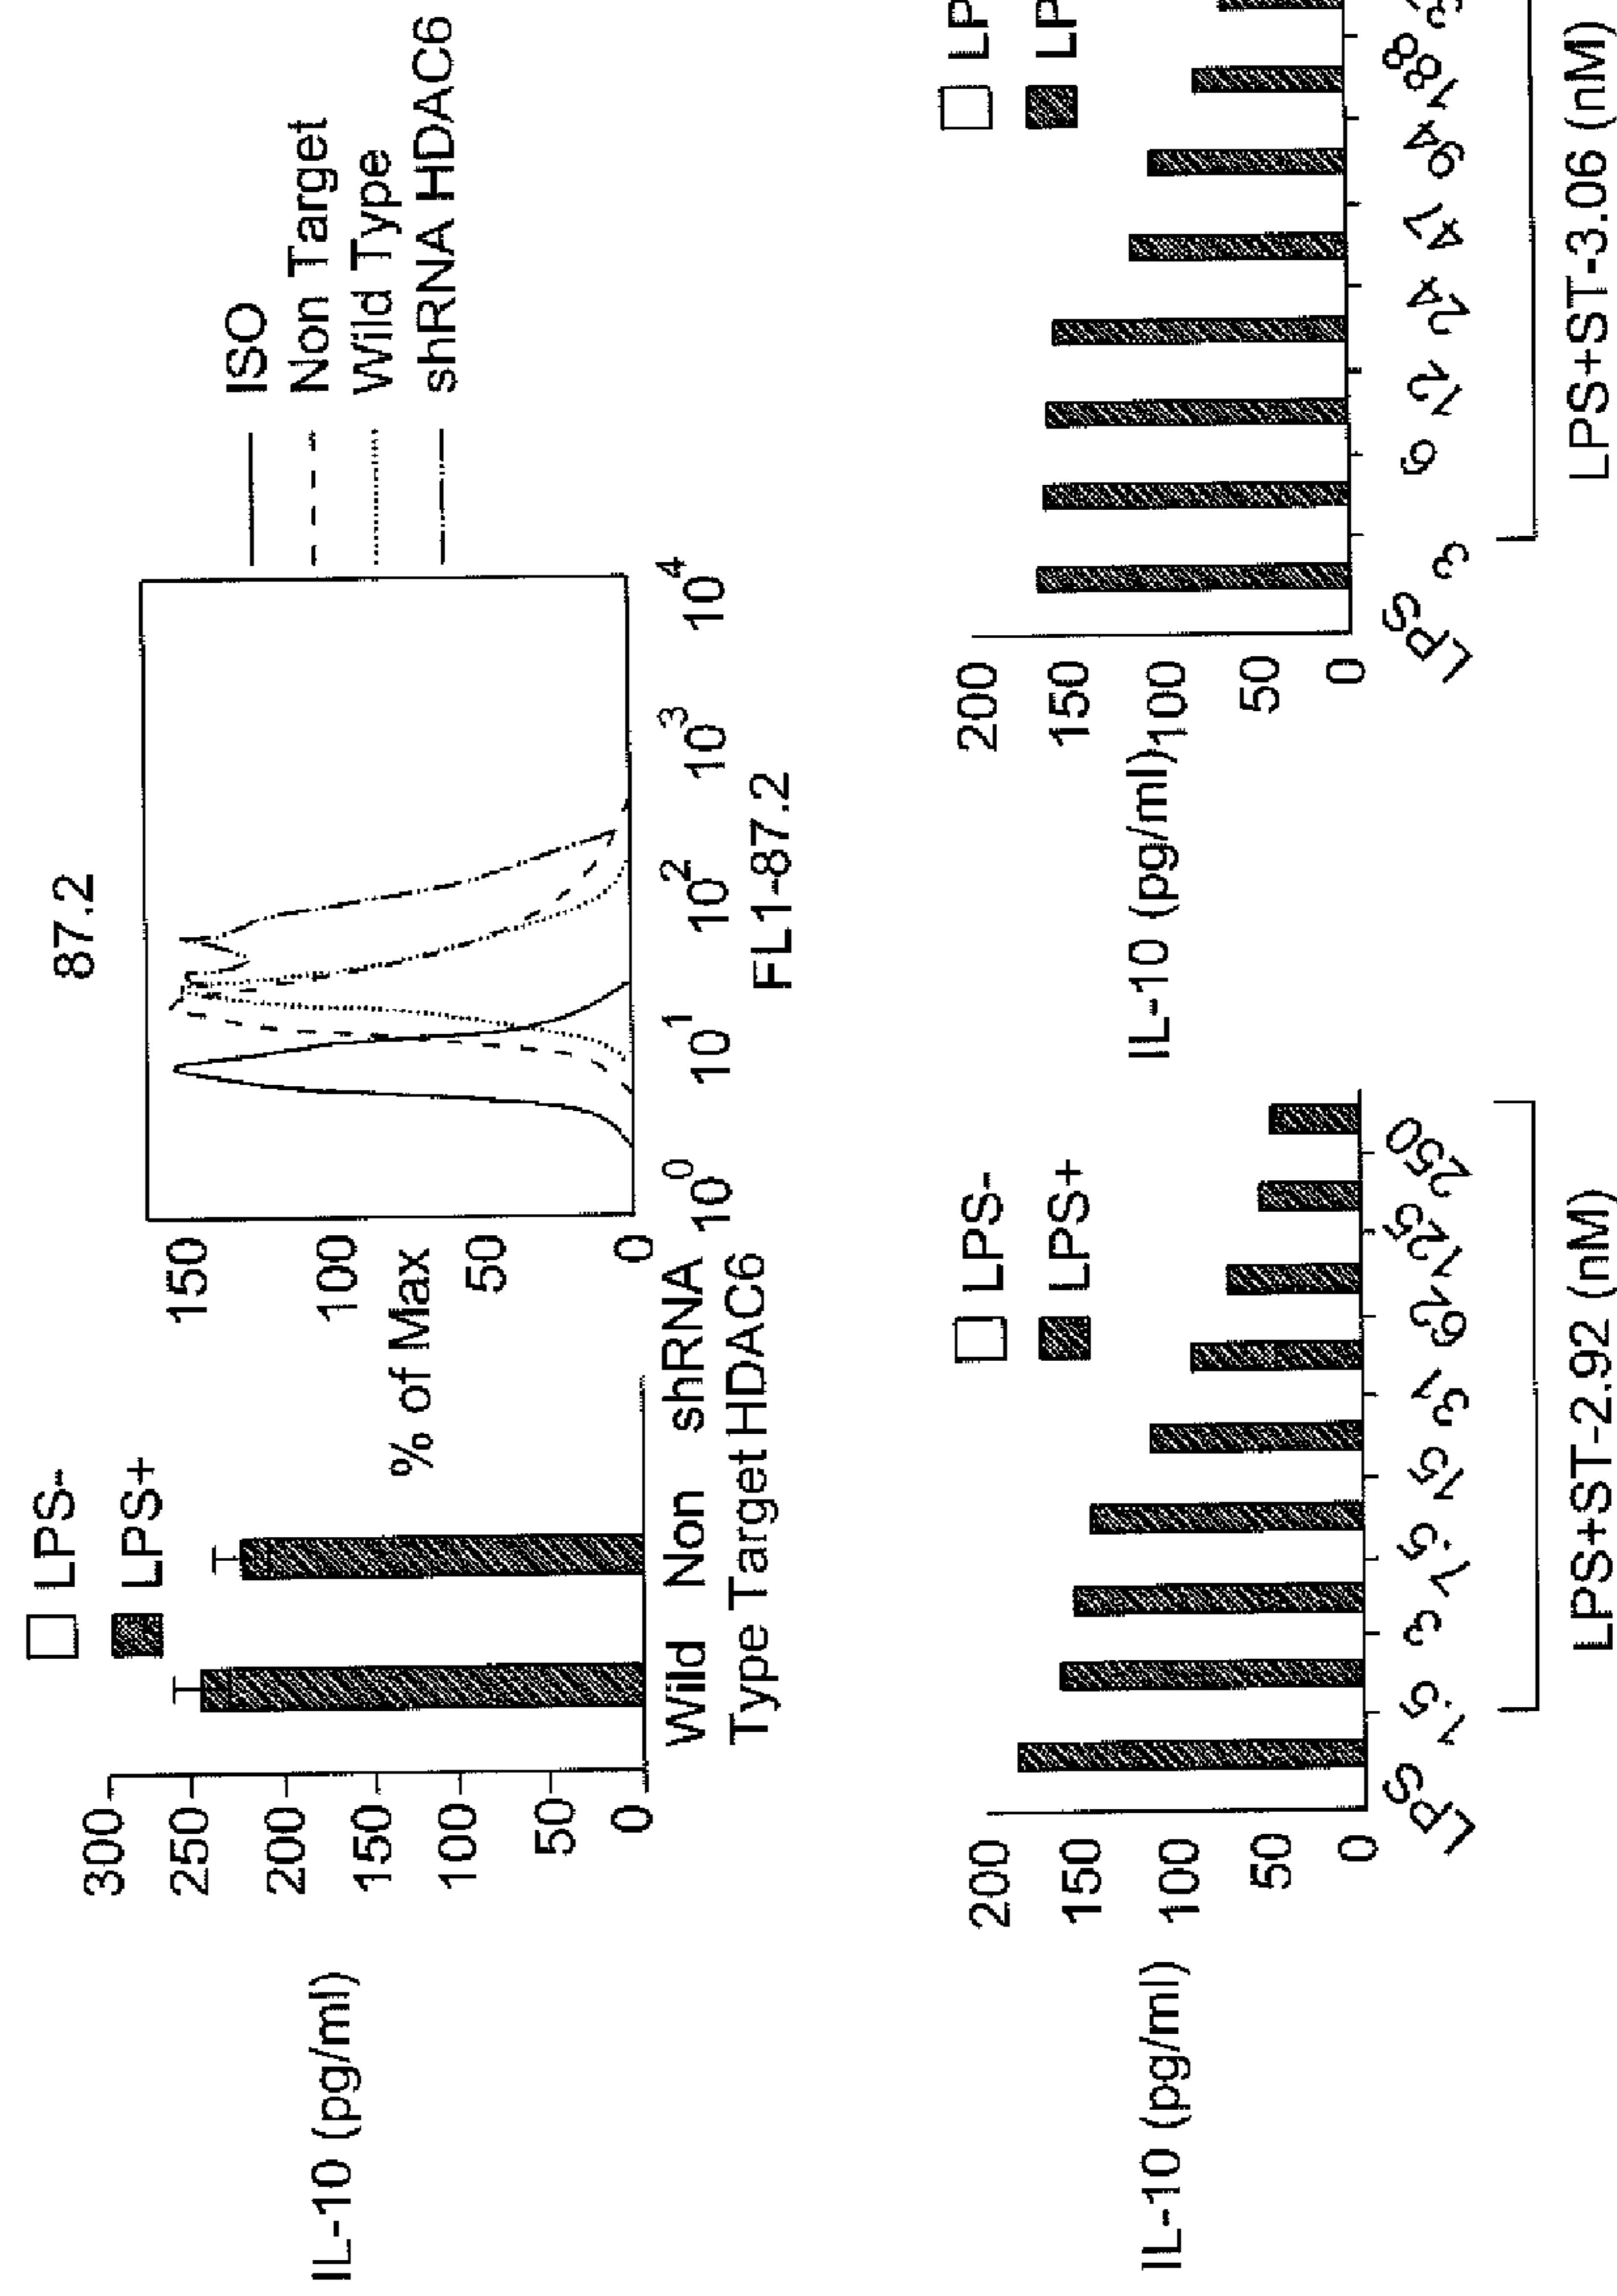 LPS-
LPS+
IL-10 (pg/ml)
300
250
200
150
100
50
0
Wild Non shRNA
Type Target HDAC6
87.2
% of Max
150
100
50
0
10^0 10^1 10^2 10^3 10^4
FL1-87.2
ISO
Non Target
Wild Type
shRNA HDAC6
LPS-
LPS+
IL-10 (pg/ml)
200
150
100
50
0
LPS 1.5 3 7.5 15 31 62 125 250
LPS+ST-2.92 (nM)
LP
LP
IL-10 (pg/ml)
200
150
100
50
0
LPS 3 6 12 24 47 94 188
LPS+ST-3.06 (nM)